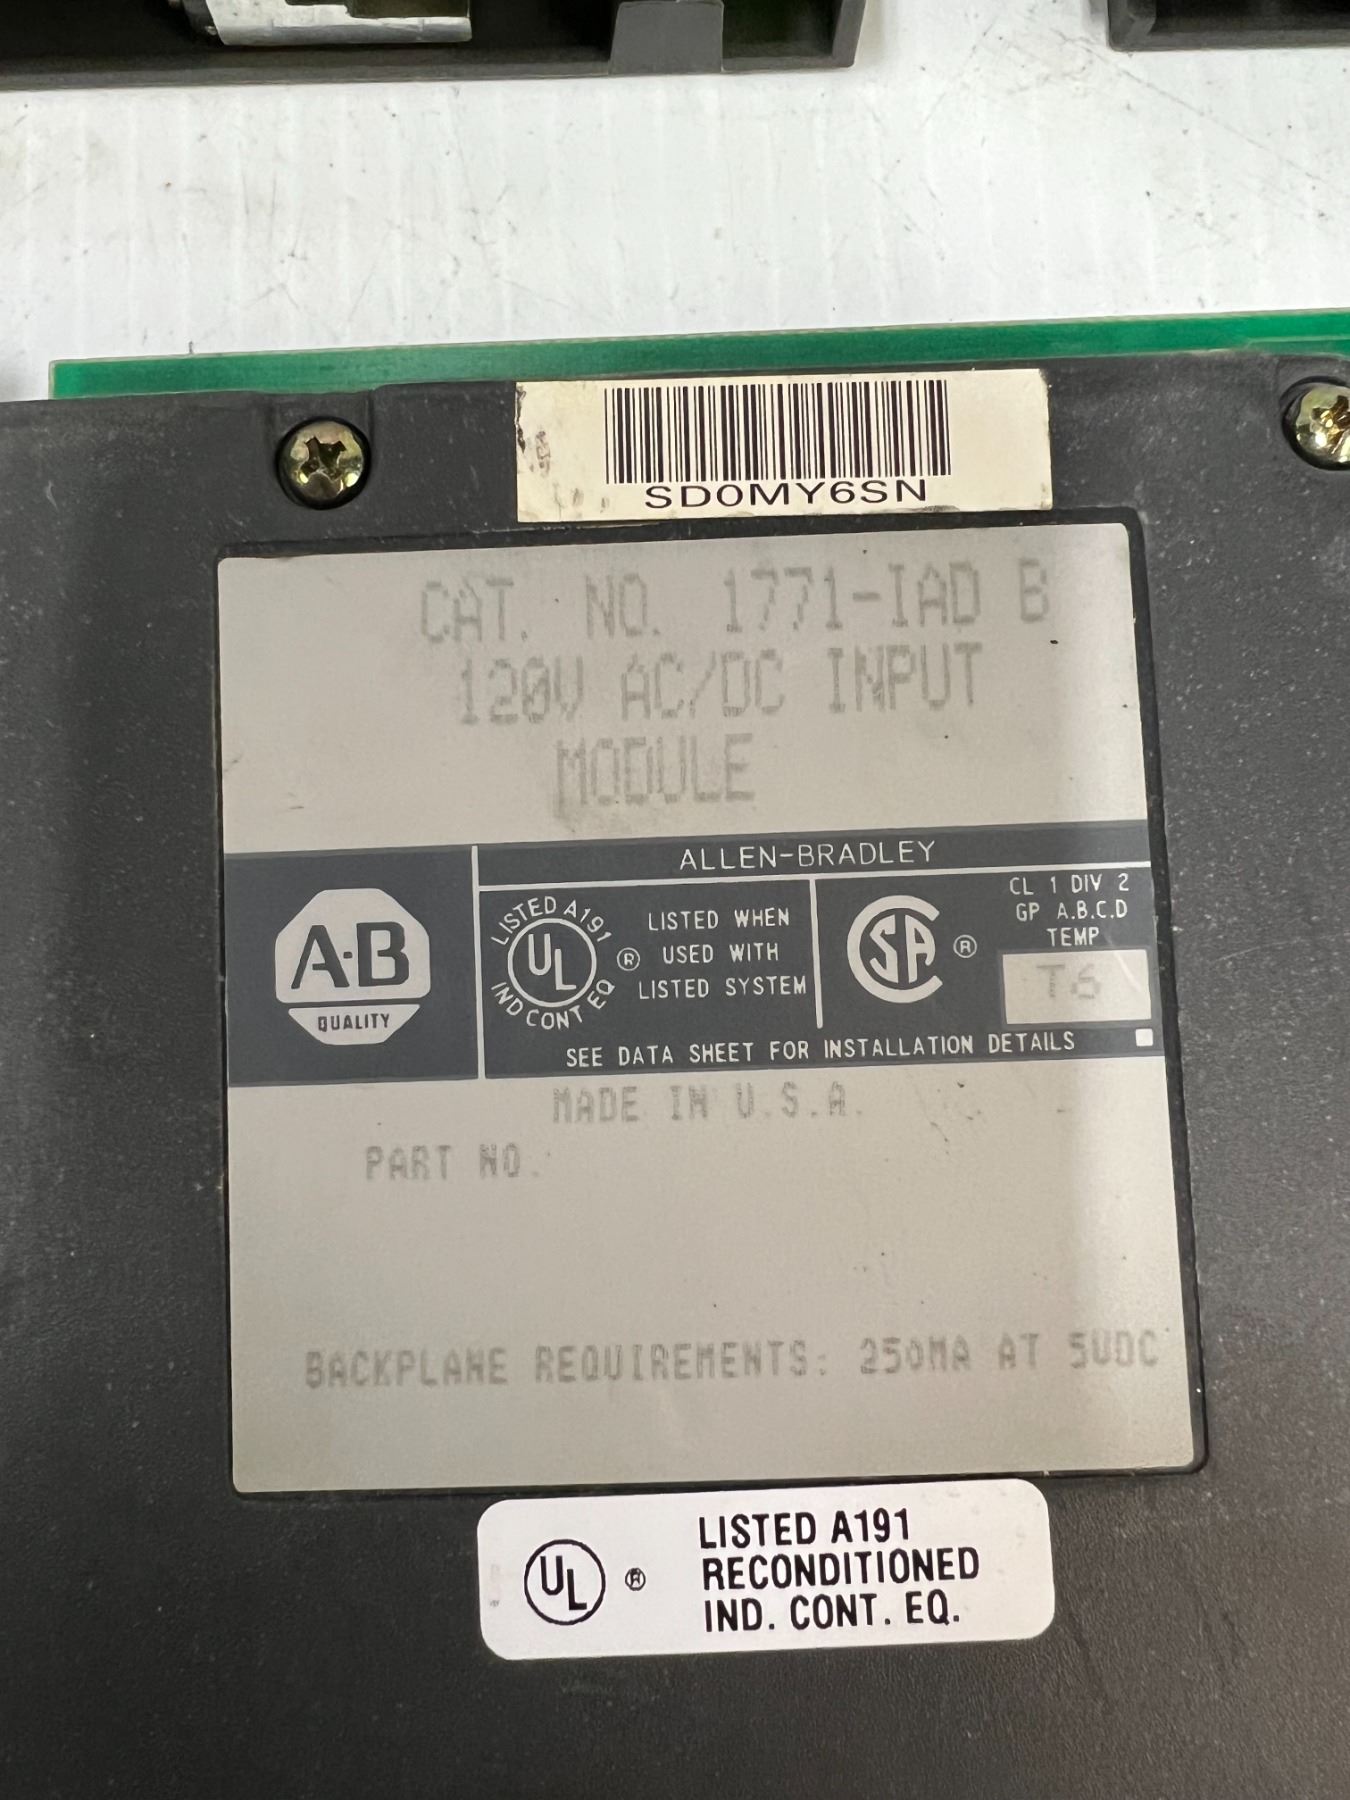 SD0MY6SN
CAT. NO. 1771-IAD B
120V AC/DC INPUT
MODULE
ALLEN-BRADLEY
A·B
QUALITY
LISTED A191
UL
IND CONT EQ
®
LISTED WHEN
USED WITH
LISTED SYSTEM
SA ®
CL 1 DIV 2
GP A.B.C.D
TEMP
T6
SEE DATA SHEET FOR INSTALLATION DETAILS
MADE IN U.S.A.
PART NO.
BACKPLANE REQUIREMENTS: 250MA AT 5VDC
UL ®
LISTED A191
RECONDITIONED
IND. CONT. EQ.